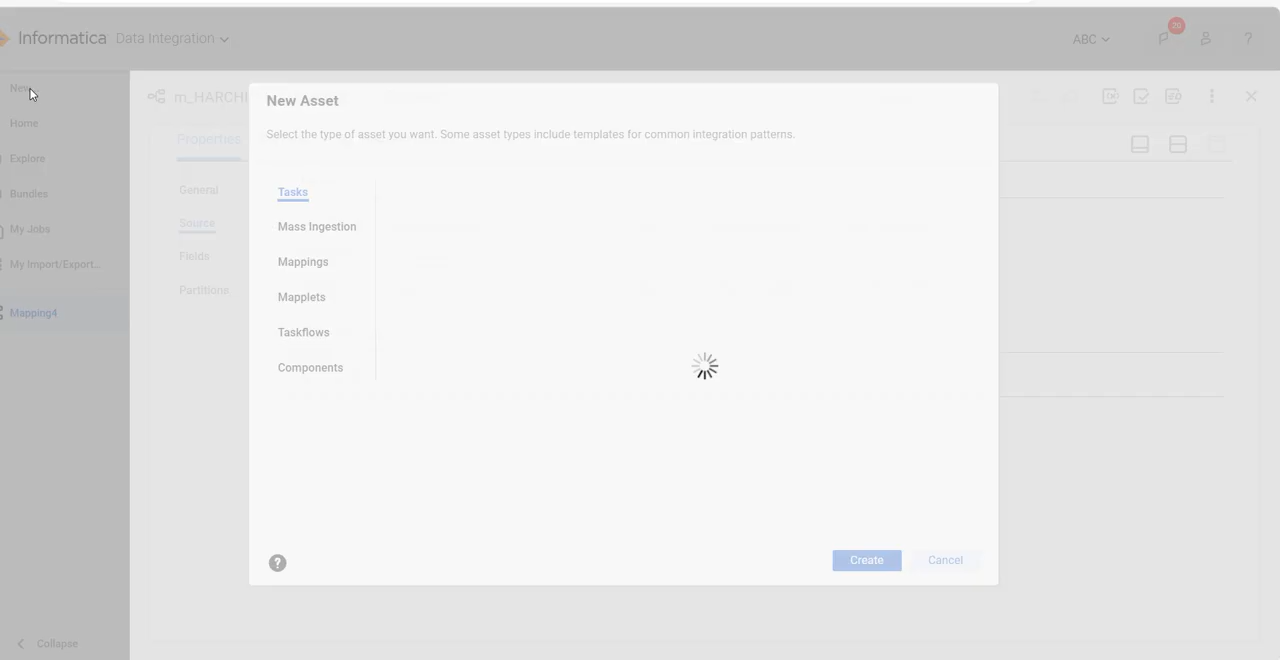 Informatica Data Integration
ABC
20
?
New
Home
Explore
Bundles
My Jobs
My Import/Export...
Mapping4
Collapse
m_HARCHI
Properties
General
Source
Fields
Partitions
New Asset
Select the type of asset you want. Some asset types include templates for common integration patterns.
Tasks
Mass Ingestion
Mappings
Mapplets
Taskflows
Components
?
Create
Cancel